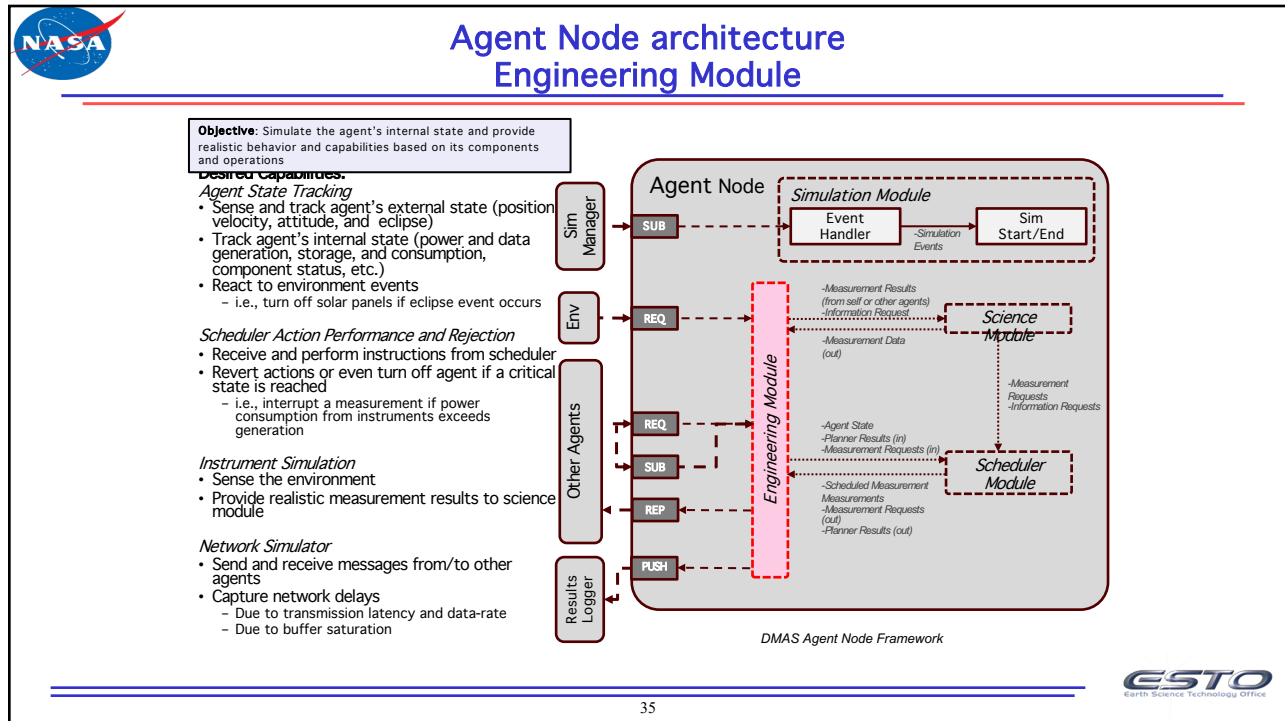 NASA
Agent Node architecture
Engineering Module
Objective: Simulate the agent's internal state and provide
realistic behavior and capabilities based on its components
and operations
Desired Capabilities:
Agent State Tracking
• Sense and track agent's external state (position
velocity, attitude, and eclipse)
• Track agent's internal state (power and data
generation, storage, and consumption,
component status, etc.)
• React to environment events
– i.e., turn off solar panels if eclipse event occurs
Scheduler Action Performance and Rejection
• Receive and perform instructions from scheduler
• Revert actions or even turn off agent if a critical
state is reached
– i.e., interrupt a measurement if power
consumption from instruments exceeds
generation
Instrument Simulation
• Sense the environment
• Provide realistic measurement results to science
module
Network Simulator
• Send and receive messages from/to other
agents
• Capture network delays
– Due to transmission latency and data-rate
– Due to buffer saturation
Sim
Manager
Env
Other Agents
Results
Logger
SUB
REQ
REQ
SUB
REP
PUSH
Agent Node
Simulation Module
Event
Handler
-Simulation
Events
Sim
Start/End
Engineering Module
-Measurement Results
(from self or other agents)
-Information Request
-Measurement Data
(out)
Science
Module
-Measurement
Requests
-Information Requests
-Agent State
-Planner Results (in)
-Measurement Requests (in)
-Scheduled Measurement
Measurements
-Measurement Requests
(out)
-Planner Results (out)
Scheduler
Module
DMAS Agent Node Framework
35
ESTO
Earth Science Technology Office